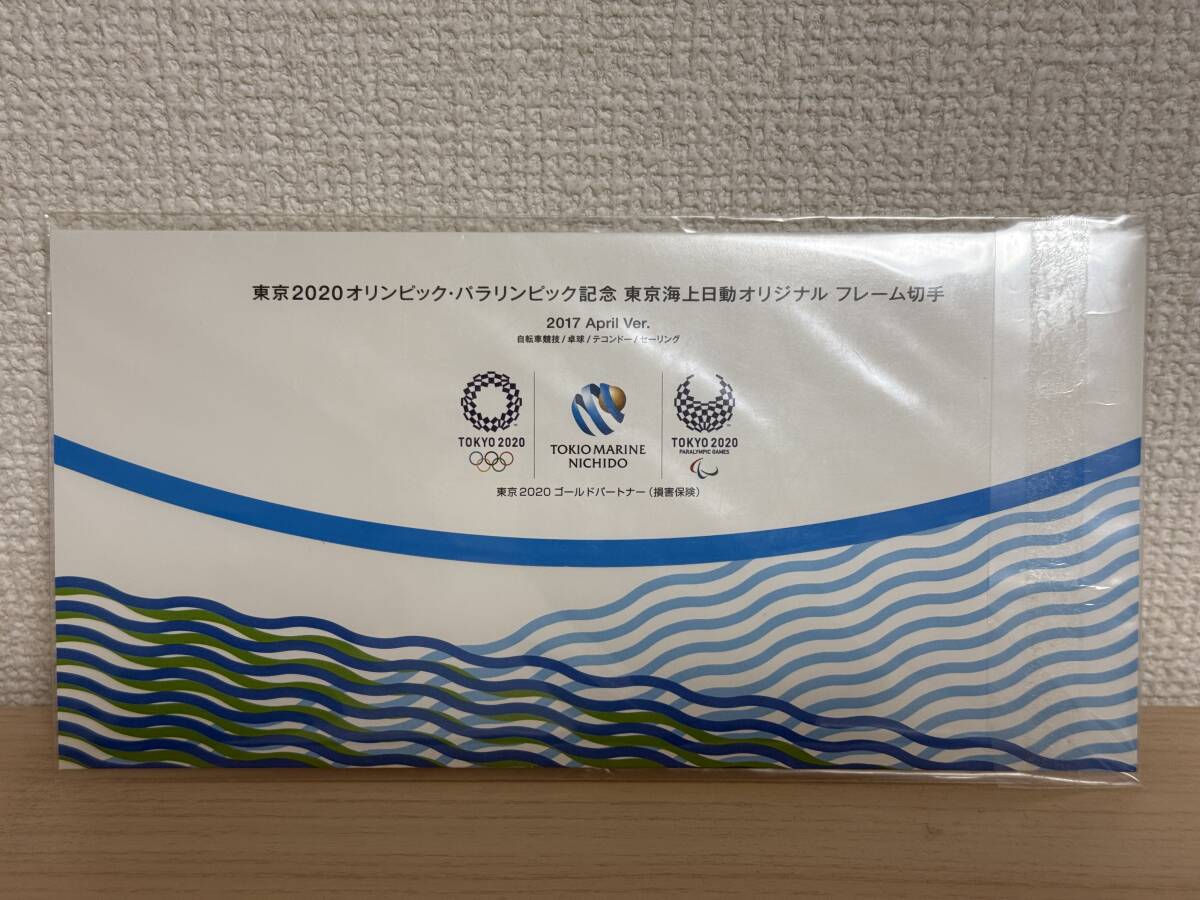 東京2020オリンピック・パラリンピック記念 東京海上日動オリジナル フレーム切手
2017 April Ver.
自転車競技/卓球/テコンドー/セーリング
TOKYO 2020
TOKIO MARINE
NICHIDO
TOKYO 2020
PARALYMPIC GAMES
東京2020 ゴールドパートナー（損害保険）